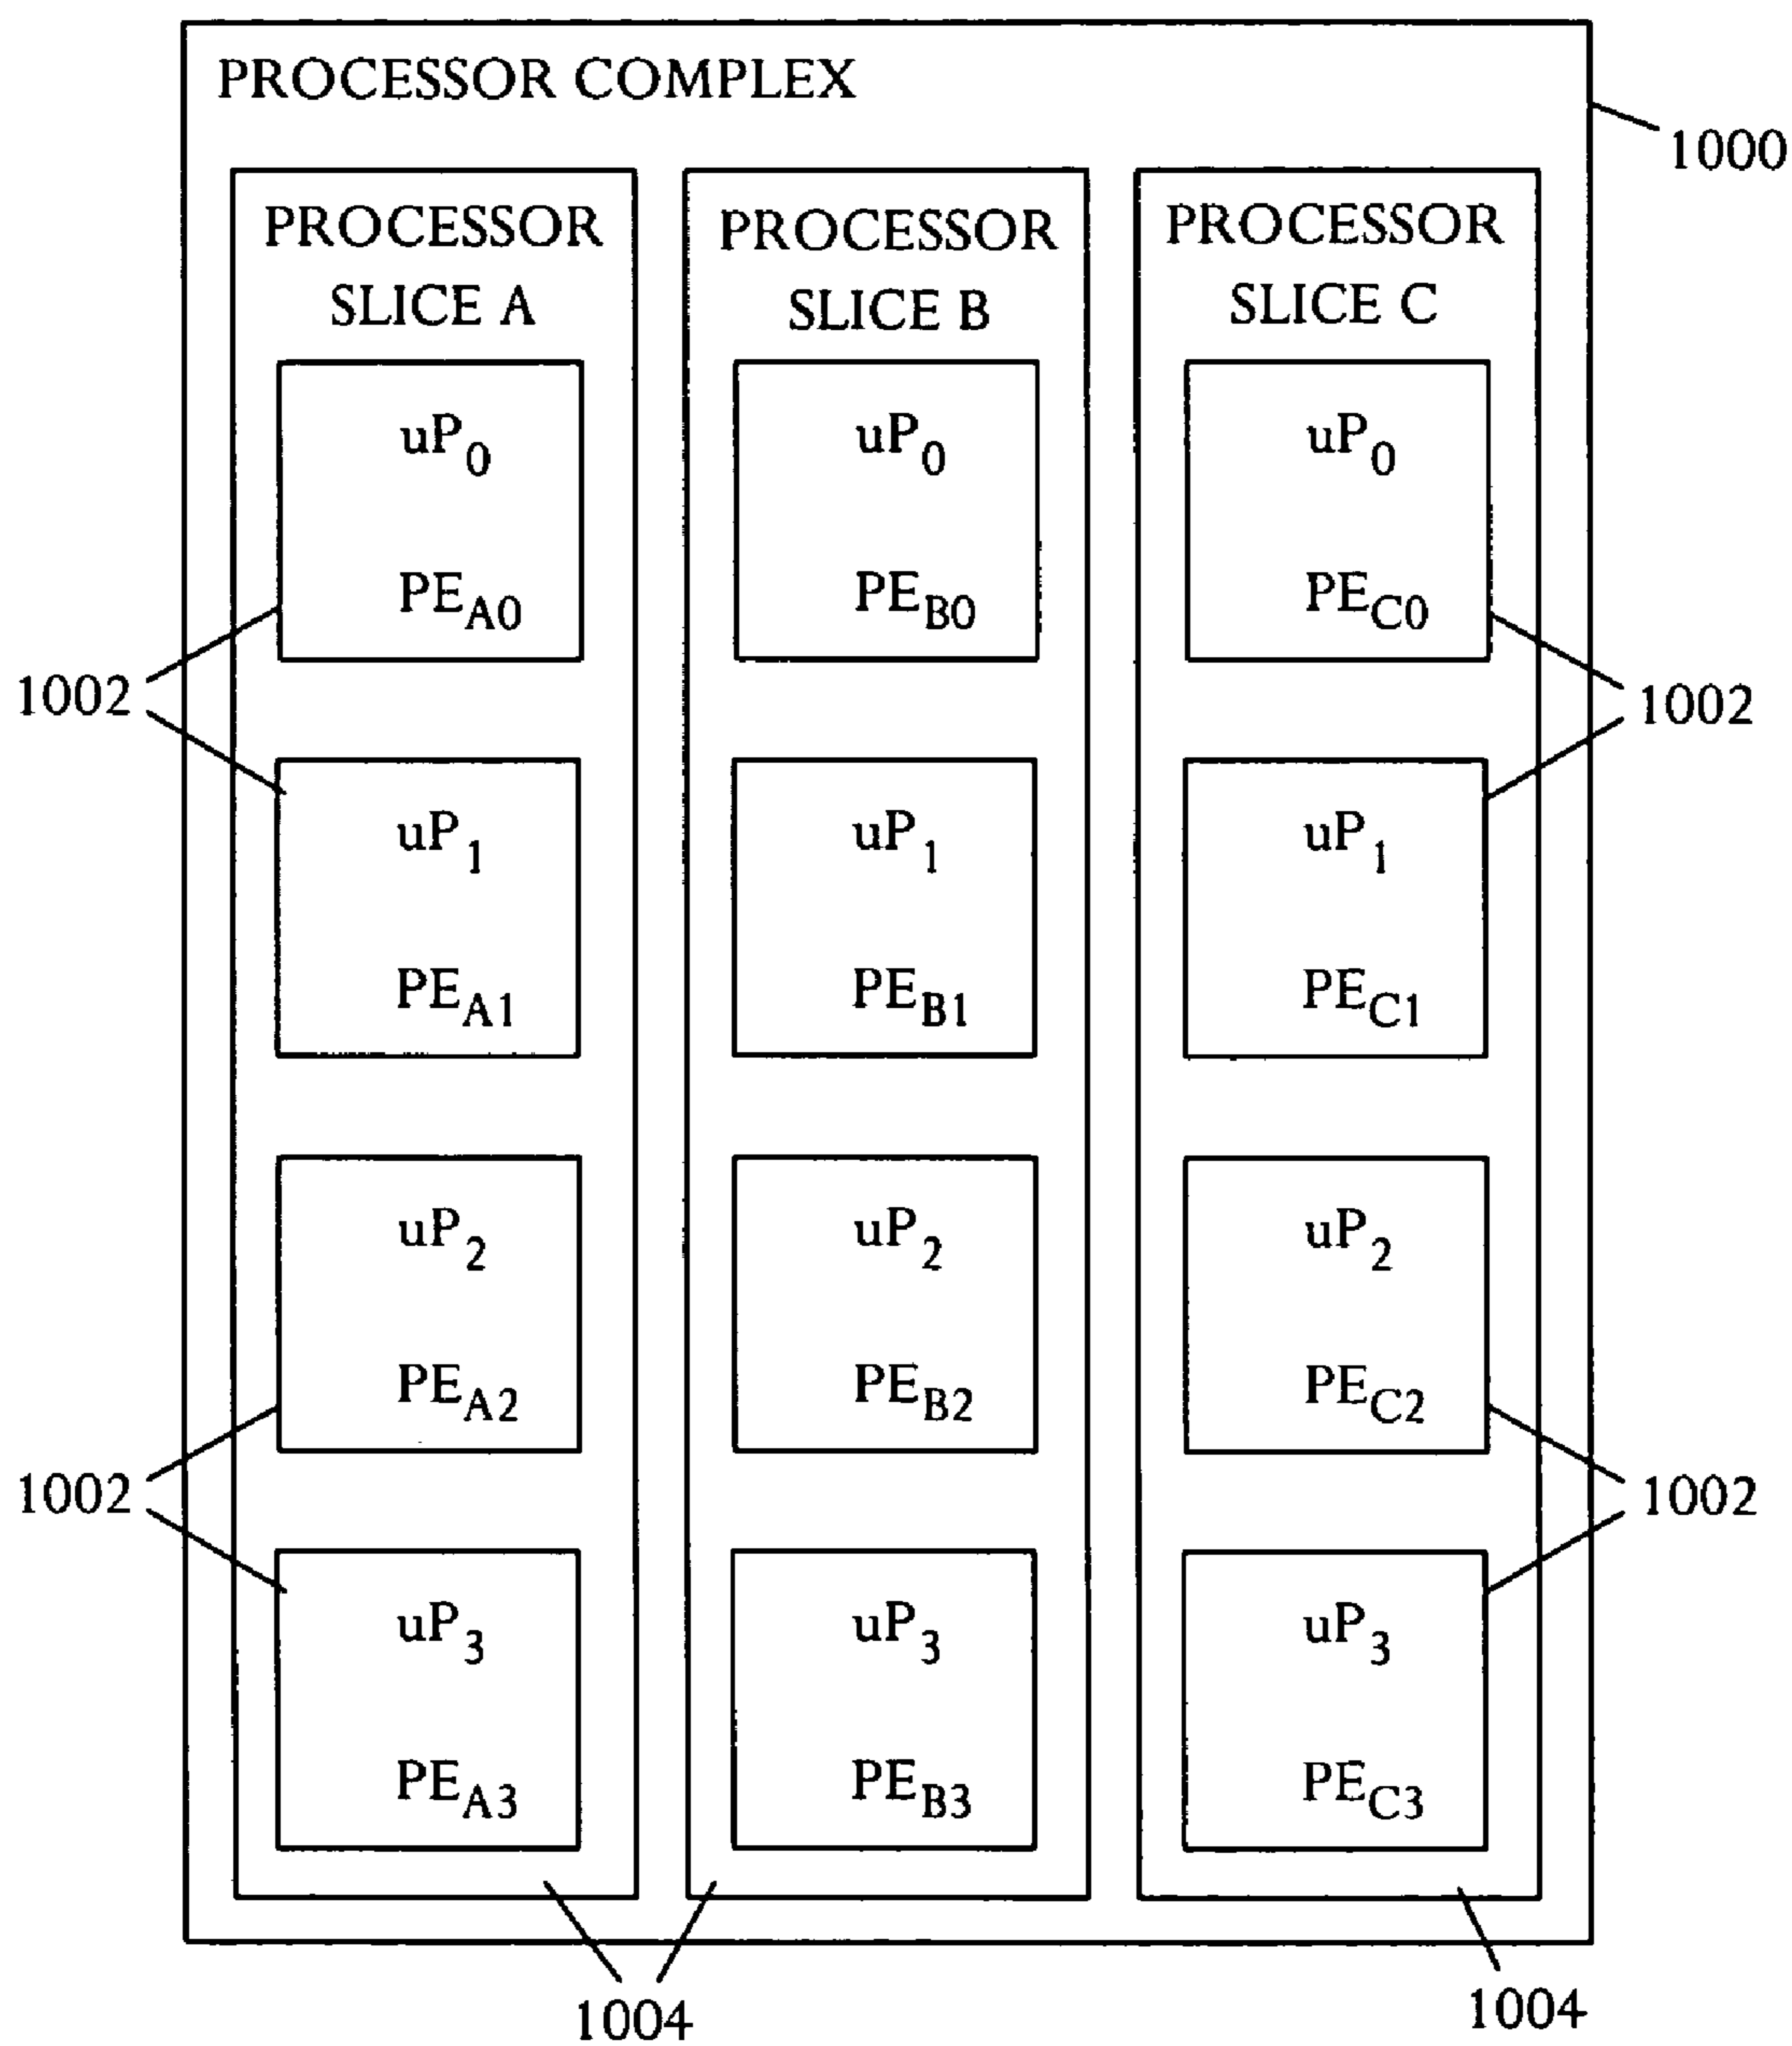 PROCESSOR COMPLEX
1000
PROCESSOR
SLICE A
PROCESSOR
SLICE B
PROCESSOR
SLICE C
uP0
PEA0
uP0
PEB0
uP0
PEC0
1002
1002
uP1
PEA1
uP1
PEB1
uP1
PEC1
uP2
PEA2
uP2
PEB2
uP2
PEC2
1002
1002
uP3
PEA3
uP3
PEB3
uP3
PEC3
1004
1004